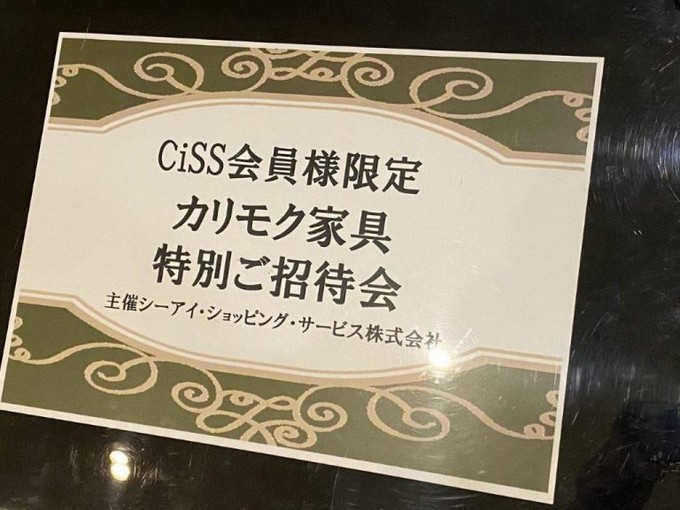 CiSS会員様限定
カリモク家具
特別ご招待会
主催シーアイ・ショッピング・サービス株式会社